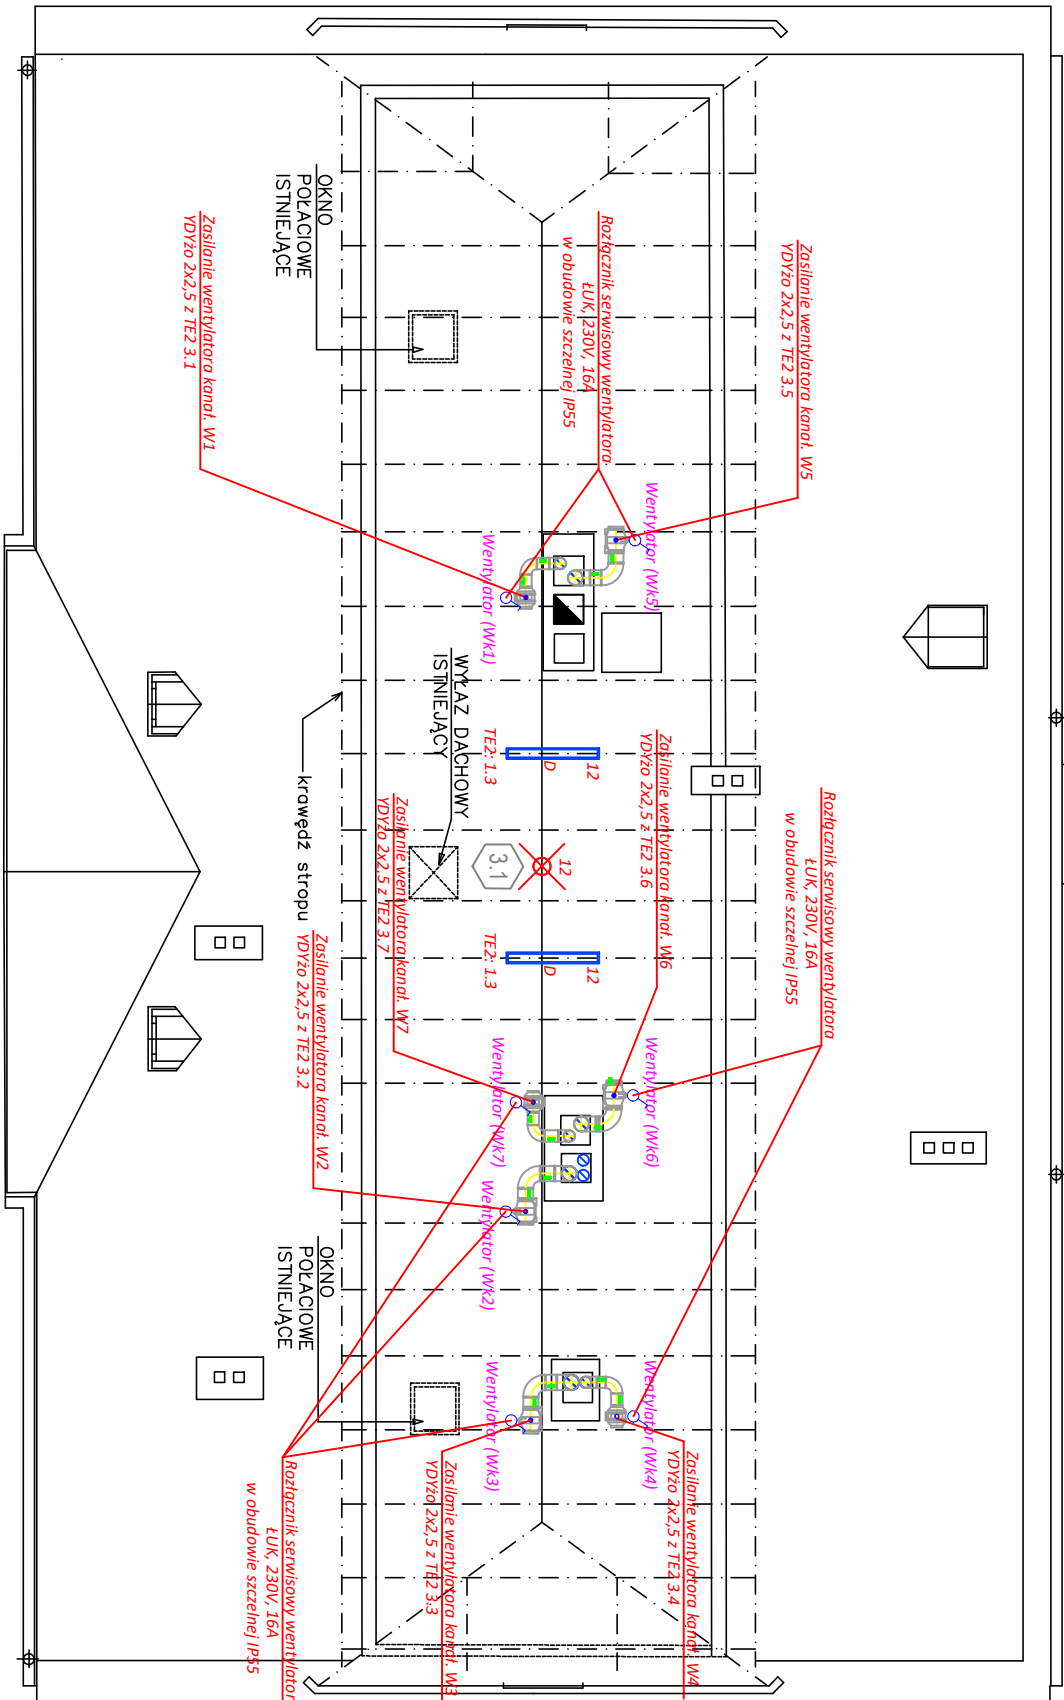 Zasilanie wentylatora kanał. W5
YDYżo 2x2,5 z TE2 3.5
Rozłącznik serwisowy wentylatora
ŁUK, 230V, 16A
w obudowie szczelnej IP55
OKNO
POŁACIOWE
ISTNIEJĄCE
Zasilanie wentylatora kanał. W1
YDYżo 2x2,5 z TE2 3.1
Wentylator (Wk5)
Wentylator (Wk1)
WYŁAZ DACHOWY
ISTNIEJĄCY
krawędź stropu
Zasilanie wentylatora kanał. W6
YDYżo 2x2,5 z TE2 3.6
12
D
TE2: 1.3
12
3.1
12
D
TE2: 1.3
Rozłącznik serwisowy wentylatora
ŁUK, 230V, 16A
w obudowie szczelnej IP55
Zasilanie wentylatora kanał. W7
YDYżo 2x2,5 z TE2 3.7
Zasilanie wentylatora kanał. W2
YDYżo 2x2,5 z TE2 3.2
Wentylator (Wk6)
Wentylator (Wk7)
Wentylator (Wk2)
OKNO
POŁACIOWE
ISTNIEJĄCE
Wentylator (Wk4)
Wentylator (Wk3)
Zasilanie wentylatora kanał. W4
YDYżo 2x2,5 z TE2 3.4
Zasilanie wentylatora kanał. W3
YDYżo 2x2,5 z TE2 3.3
Rozłącznik serwisowy wentylator
ŁUK, 230V, 16A
w obudowie szczelnej IP55